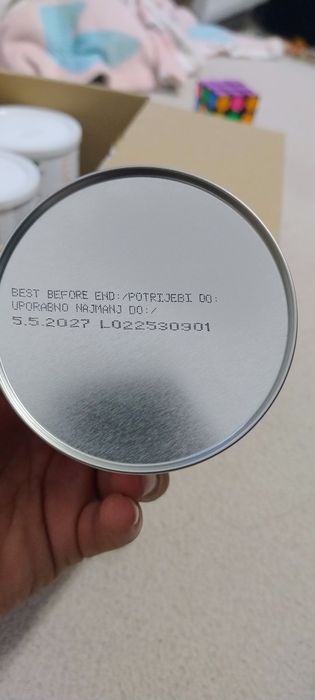 BEST BEFORE END:/POTRIJEBI DO:
UPORABNO NAJMANJ DO:/
5.5.2027 L022530901